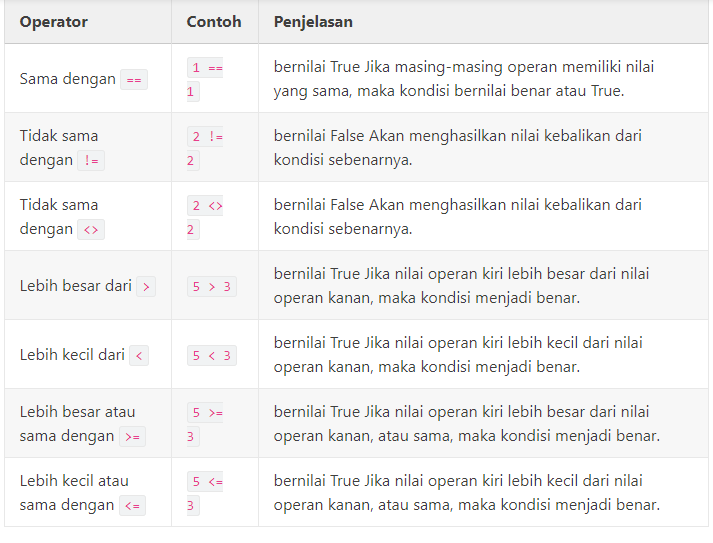 Operator Contoh Penjelasan
Sama dengan ==
1 ==
1
bernilai True Jika masing-masing operan memiliki nilai
yang sama, maka kondisi bernilai benar atau True.
Tidak sama
dengan !=
2 !=
2
bernilai False Akan menghasilkan nilai kebalikan dari
kondisi sebenarnya.
Tidak sama
dengan <>
2 <>
2
bernilai False Akan menghasilkan nilai kebalikan dari
kondisi sebenarnya.
Lebih besar dari >
5 > 3
bernilai True Jika nilai operan kiri lebih besar dari nilai
operan kanan, maka kondisi menjadi benar.
Lebih kecil dari <
5 < 3
bernilai True Jika nilai operan kiri lebih kecil dari nilai
operan kanan, maka kondisi menjadi benar.
Lebih besar atau
sama dengan >=
5 >=
3
bernilai True Jika nilai operan kiri lebih besar dari nilai
operan kanan, atau sama, maka kondisi menjadi benar.
Lebih kecil atau
sama dengan <=
5 <=
3
bernilai True Jika nilai operan kiri lebih kecil dari nilai
operan kanan, atau sama, maka kondisi menjadi benar.